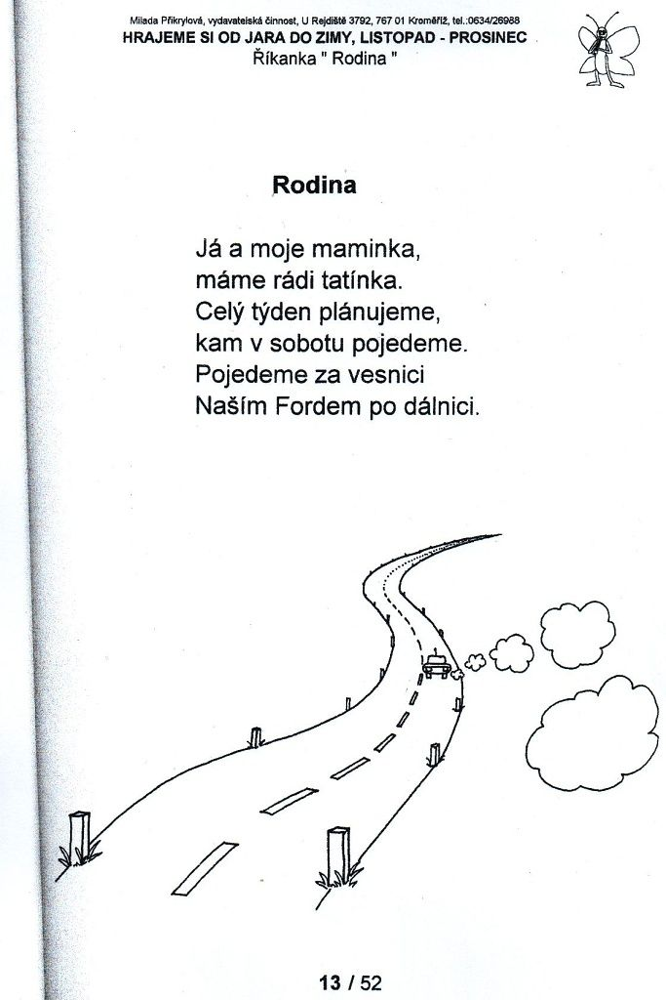 Milada Přikrylová, vydavatelská činnost, U Rejdiště 3792, 767 01 Kroměříž, tel.:0634/26988
HRAJEME SI OD JARA DO ZIMY, LISTOPAD - PROSINEC
Říkanka " Rodina "
Rodina
Já a moje maminka,
máme rádi tatínka.
Celý týden plánujeme,
kam v sobotu pojedeme.
Pojedeme za vesnici
Naším Fordem po dálnici.
13 / 52